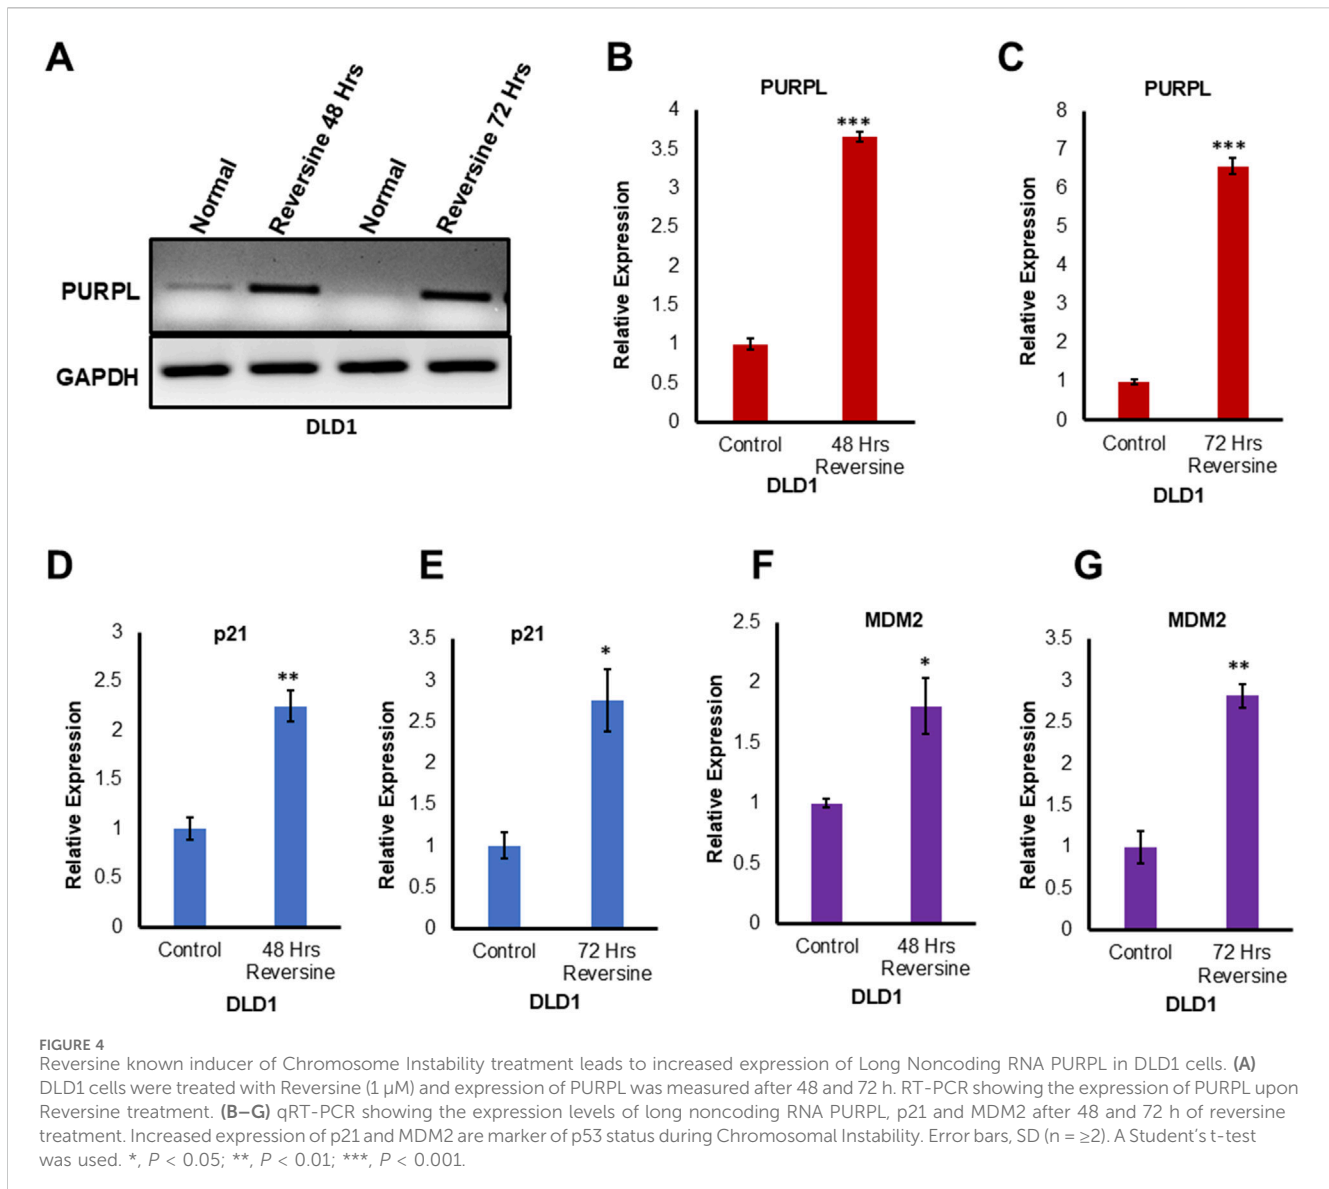 A
Normal
Reversine 48 Hrs
Normal
Reversine 72 Hrs
PURPL
GAPDH
DLD1
B
PURPL
Relative Expression
4
3.5
3
2.5
2
1.5
1
0.5
0
***
Control
48 Hrs
Reversine
DLD1
C
PURPL
Relative Expression
8
7
6
5
4
3
2
1
0
***
Control
72 Hrs
Reversine
DLD1
D
p21
Relative Expression
3
2.5
2
1.5
1
0.5
0
**
Control
48 Hrs
Reversine
DLD1
E
p21
Relative Expression
3.5
3
2.5
2
1.5
1
0.5
0
*
Control
72 Hrs
Reversine
DLD1
F
MDM2
Relative Expression
2.5
2
1.5
1
0.5
0
*
Control
48 Hrs
Reversine
DLD1
G
MDM2
Relative Expression
3.5
3
2.5
2
1.5
1
0.5
0
**
Control
72 Hrs
Reversine
DLD1
FIGURE 4
Reversine known inducer of Chromosome Instability treatment leads to increased expression of Long Noncoding RNA PURPL in DLD1 cells. (A)
DLD1 cells were treated with Reversine (1 µM) and expression of PURPL was measured after 48 and 72 h. RT-PCR showing the expression of PURPL upon
Reversine treatment. (B–G) qRT-PCR showing the expression levels of long noncoding RNA PURPL, p21 and MDM2 after 48 and 72 h of reversine
treatment. Increased expression of p21 and MDM2 are marker of p53 status during Chromosomal Instability. Error bars, SD (n = ≥2). A Student's t-test
was used. *, P < 0.05; **, P < 0.01; ***, P < 0.001.